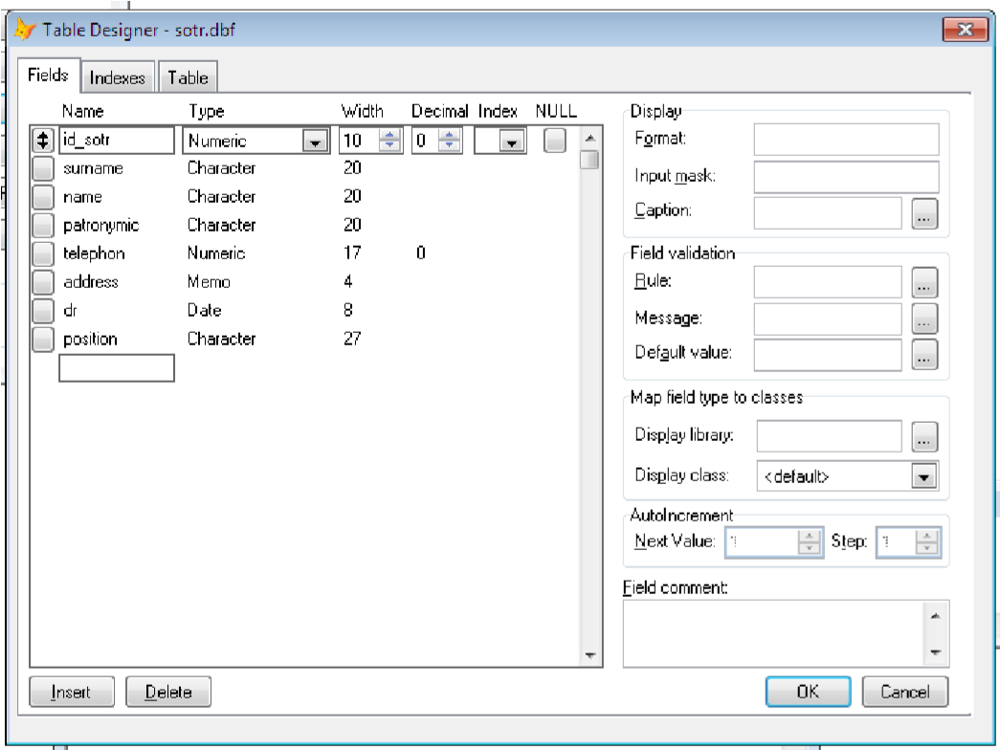 Table Designer - sotr.dbf
Fields Indexes Table
Name Type Width Decimal Index NULL
id_sotr Numeric 10 0
surname Character 20
name Character 20
patronymic Character 20
telephon Numeric 17 0
address Memo 4
dr Date 8
position Character 27
Display
Format:
Input mask:
Caption:
...
Field validation
Rule:
...
Message:
...
Default value:
...
Map field type to classes
Display library:
...
Display class: <default>
AutoIncrement
Next Value: 1 Step: 1
Field comment:
Insert Delete OK Cancel